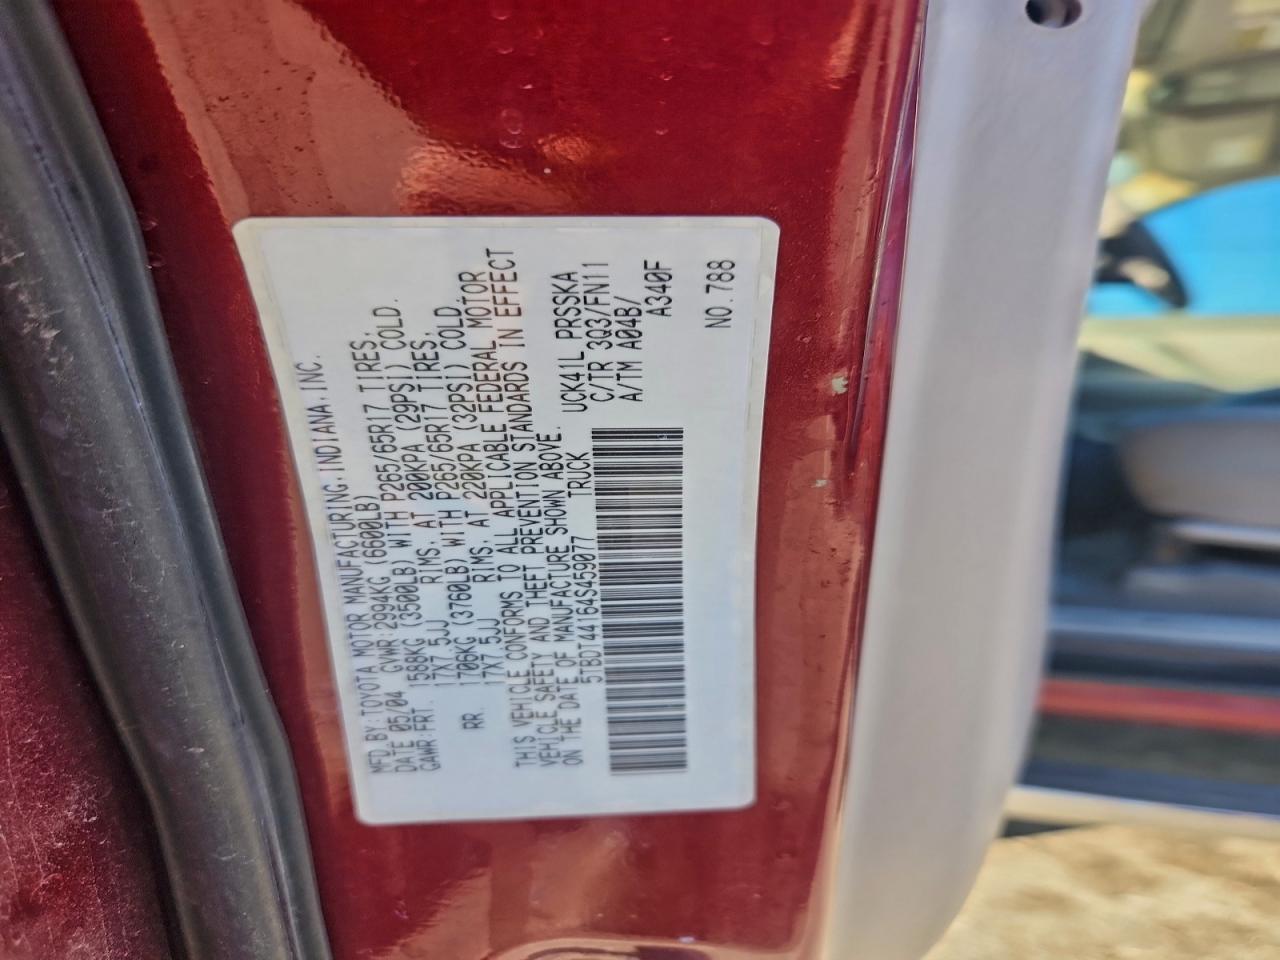 MFD BY:TOYOTA MOTOR MANUFACTURING,INDIANA,INC.
DATE 05/04 GVWR:2994KG (6600LB)
GAWR:FRT. 1588KG (3500LB) WITH P265/65R17 TIRES,
17X7.5JJ RIMS, AT 200KPA (29PSI) COLD.
RR. 1706KG (3760LB) WITH P265/65R17 TIRES,
17X7.5JJ RIMS, AT 220KPA (32PSI) COLD.
THIS VEHICLE CONFORMS TO ALL APPLICABLE FEDERAL MOTOR
VEHICLE SAFETY AND THEFT PREVENTION STANDARDS IN EFFECT
ON THE DATE OF MANUFACTURE SHOWN ABOVE.
5TBDT44164S459077 TRUCK
UCK41L PRSSKA
C/TR 3Q3/FN11
A/TM A04B/
A340F
NO.788